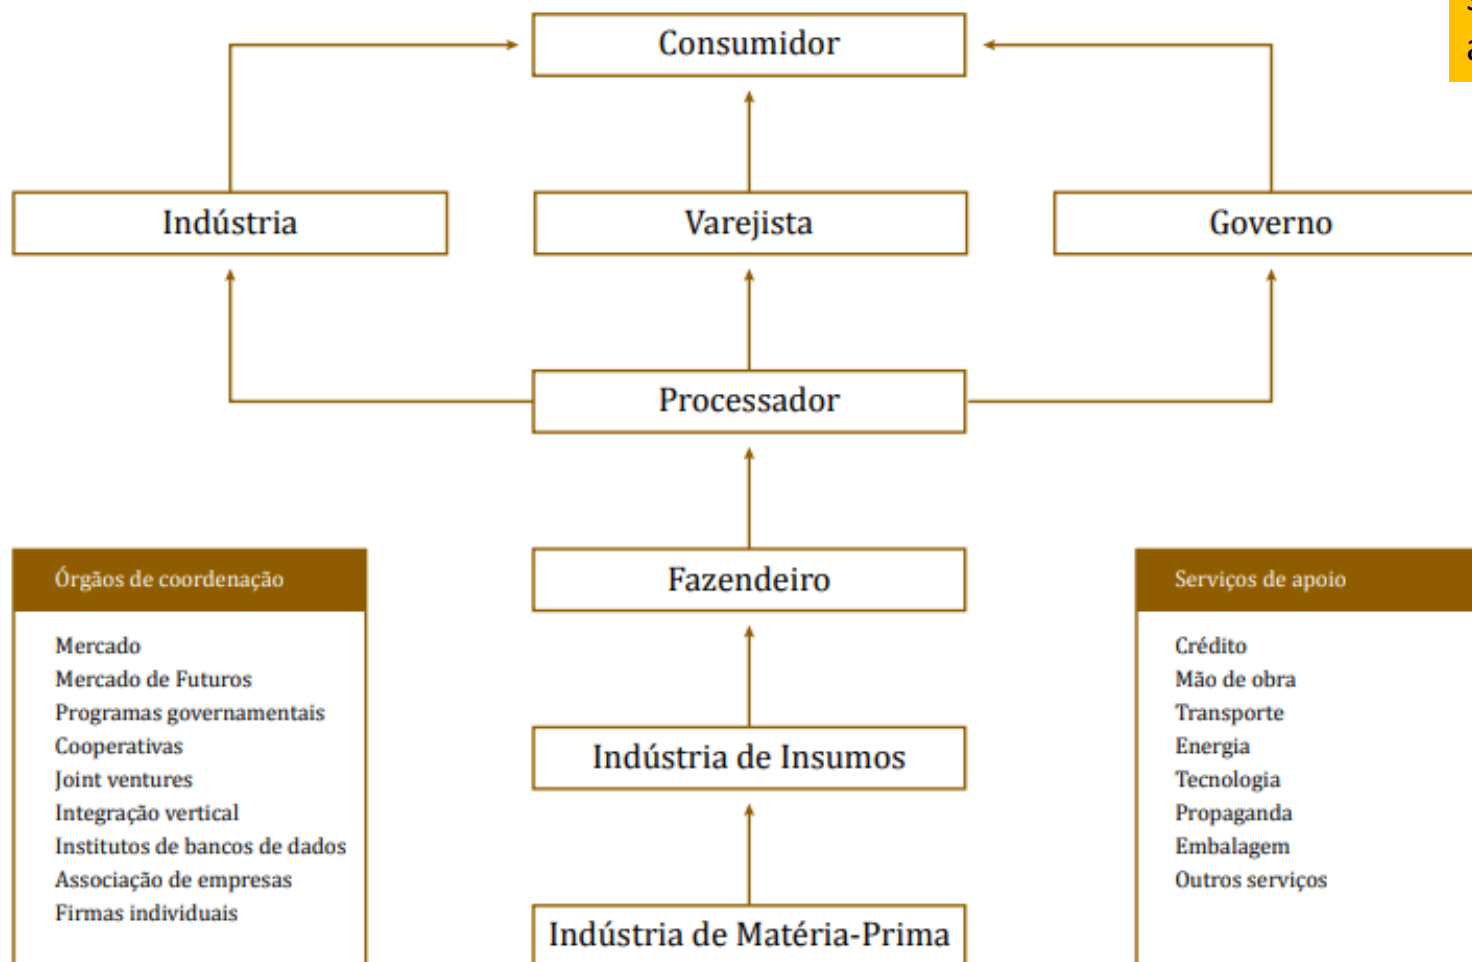 Consumidor
Indústria
Varejista
Governo
Processador
Fazendeiro
Indústria de Insumos
Indústria de Matéria-Prima
Órgãos de coordenação
Mercado
Mercado de Futuros
Programas governamentais
Cooperativas
Joint ventures
Integração vertical
Institutos de bancos de dados
Associação de empresas
Firmas individuais
Serviços de apoio
Crédito
Mão de obra
Transporte
Energia
Tecnologia
Propaganda
Embalagem
Outros serviços